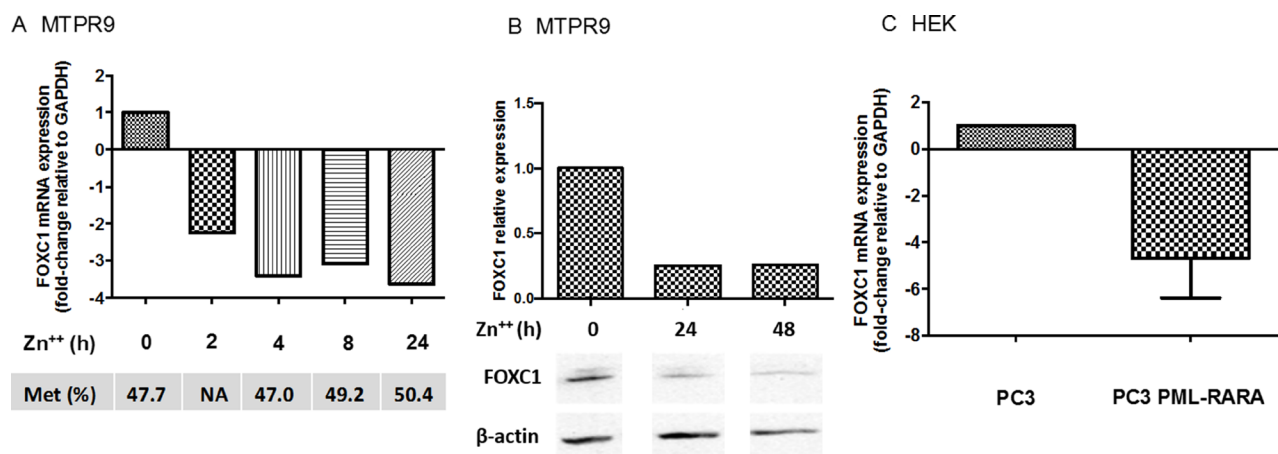 A MTPR9
FOXC1 mRNA expression
(fold-change relative to GAPDH)
2
1
0
-1
-2
-3
-4
Zn⁺⁺ (h) 0 2 4 8 24
Met (%) 47.7 NA 47.0 49.2 50.4
B MTPR9
FOXC1 relative expression
1.5
1.0
0.5
0.0
Zn⁺⁺ (h) 0 24 48
FOXC1
β-actin
C HEK
FOXC1 mRNA expression
(fold-change relative to GAPDH)
2
0
-2
-4
-6
-8
PC3 PC3 PML-RARA